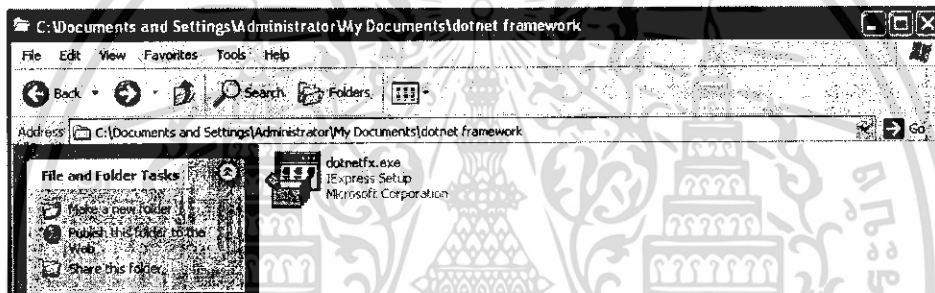 C:\Documents and Settings\Administrator\My Documents\dotnet framework
File Edit View Favorites Tools Help
Back Search Folders
Address C:\Documents and Settings\Administrator\My Documents\dotnet framework Go
File and Folder Tasks
Make a new folder
Publish this folder to the
Web
Share this folder
dotnetfx.exe
IExpress Setup
Microsoft Corporation